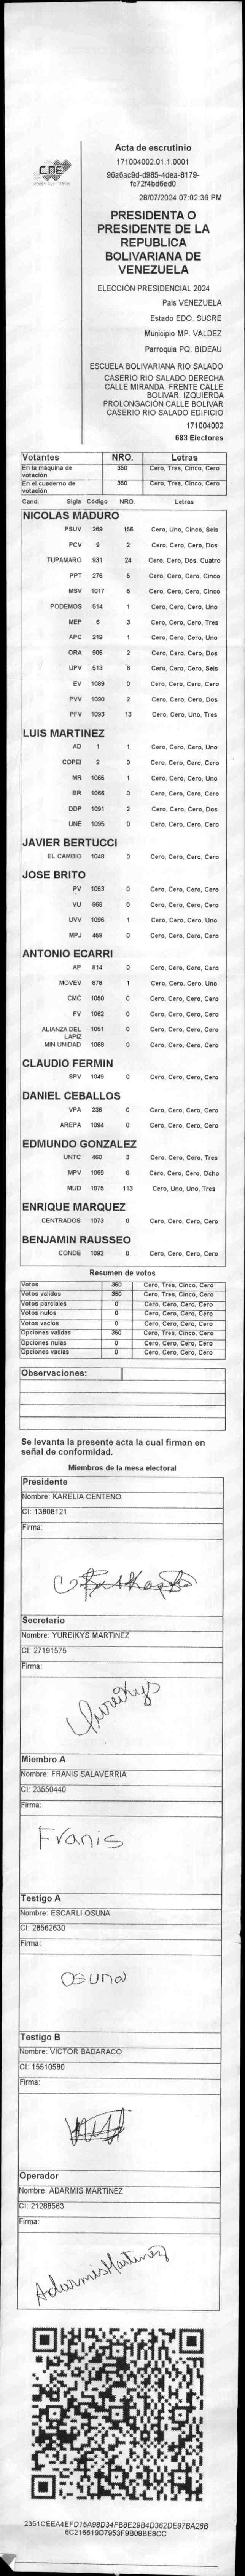 CNE
Acta de escrutinio
171004002.01.1.0001
96a6ac9d-d985-4dea-8179-
fc72f4bd6ed0
28/07/2024 07:02:36 PM
PRESIDENTA O
PRESIDENTE DE LA
REPUBLICA
BOLIVARIANA DE
VENEZUELA
ELECCIÓN PRESIDENCIAL 2024
Pais VENEZUELA
Estado EDO. SUCRE
Municipio MP. VALDEZ
Parroquia PQ. BIDEAU
ESCUELA BOLIVARIANA RIO SALADO
CASERIO RIO SALADO DERECHA
CALLE MIRANDA. FRENTE CALLE
BOLIVAR. IZQUIERDA
PROLONGACIÓN CALLE BOLIVAR
CASERIO RIO SALADO EDIFICIO
171004002
683 Electores
Votantes NRO. Letras
En la máquina de votación 350 Cero, Tres, Cinco, Cero
En el cuaderno de votación 350 Cero, Tres, Cinco, Cero
Cand. Sigla Código NRO. Letras
NICOLAS MADURO
PSUV 269 156 Cero, Uno, Cinco, Seis
PCV 9 2 Cero, Cero, Cero, Dos
TUPAMARO 931 24 Cero, Cero, Dos, Cuatro
PPT 276 5 Cero, Cero, Cero, Cinco
MSV 1017 5 Cero, Cero, Cero, Cinco
PODEMOS 514 1 Cero, Cero, Cero, Uno
MEP 6 3 Cero, Cero, Cero, Tres
APC 219 1 Cero, Cero, Cero, Uno
ORA 906 2 Cero, Cero, Cero, Dos
UPV 513 6 Cero, Cero, Cero, Seis
EV 1089 0 Cero, Cero, Cero, Cero
PVV 1090 2 Cero, Cero, Cero, Dos
PFV 1093 13 Cero, Cero, Uno, Tres
LUIS MARTINEZ
AD 1 1 Cero, Cero, Cero, Uno
COPEI 2 0 Cero, Cero, Cero, Cero
MR 1065 1 Cero, Cero, Cero, Uno
BR 1066 0 Cero, Cero, Cero, Cero
DDP 1091 2 Cero, Cero, Cero, Dos
UNE 1095 0 Cero, Cero, Cero, Cero
JAVIER BERTUCCI
EL CAMBIO 1048 0 Cero, Cero, Cero, Cero
JOSE BRITO
PV 1053 0 Cero, Cero, Cero, Cero
VU 968 0 Cero, Cero, Cero, Cero
UVV 1096 1 Cero, Cero, Cero, Uno
MPJ 458 0 Cero, Cero, Cero, Cero
ANTONIO ECARRI
AP 814 0 Cero, Cero, Cero, Cero
MOVEV 878 1 Cero, Cero, Cero, Uno
CMC 1050 0 Cero, Cero, Cero, Cero
FV 1062 0 Cero, Cero, Cero, Cero
ALIANZA DEL LAPIZ 1051 0 Cero, Cero, Cero, Cero
MIN UNIDAD 1069 0 Cero, Cero, Cero, Cero
CLAUDIO FERMIN
SPV 1049 0 Cero, Cero, Cero, Cero
DANIEL CEBALLOS
VPA 236 0 Cero, Cero, Cero, Cero
AREPA 1094 0 Cero, Cero, Cero, Cero
EDMUNDO GONZALEZ
UNTC 460 3 Cero, Cero, Cero, Tres
MPV 1069 8 Cero, Cero, Cero, Ocho
MUD 1075 113 Cero, Uno, Uno, Tres
ENRIQUE MARQUEZ
CENTRADOS 1073 0 Cero, Cero, Cero, Cero
BENJAMIN RAUSSEO
CONDE 1092 0 Cero, Cero, Cero, Cero
Resumen de votos
Votos 350 Cero, Tres, Cinco, Cero
Votos validos 350 Cero, Tres, Cinco, Cero
Votos parciales 0 Cero, Cero, Cero, Cero
Votos nulos 0 Cero, Cero, Cero, Cero
Votos vacíos 0 Cero, Cero, Cero, Cero
Opciones validas 350 Cero, Tres, Cinco, Cero
Opciones nulas 0 Cero, Cero, Cero, Cero
Opciones vacías 0 Cero, Cero, Cero, Cero
Observaciones:
Se levanta la presente acta la cual firman en
señal de conformidad.
Miembros de la mesa electoral
Presidente
Nombre: KARELIA CENTENO
CI: 13808121
Firma:
Secretario
Nombre: YUREIKYS MARTINEZ
CI: 27191575
Firma:
Yureikys
Miembro A
Nombre: FRANIS SALAVERRIA
CI: 23550440
Firma:
Franis
Testigo A
Nombre: ESCARLI OSUNA
CI: 28562630
Firma:
Osuna
Testigo B
Nombre: VICTOR BADARACO
CI: 15510580
Firma:
Operador
Nombre: ADARMIS MARTINEZ
CI: 21288563
Firma:
Adarmis Martinez
2351CEEA4EFD15A98D34FB8E29B4D362DE97BA26B
6C216619D7953F9B08BE8CC